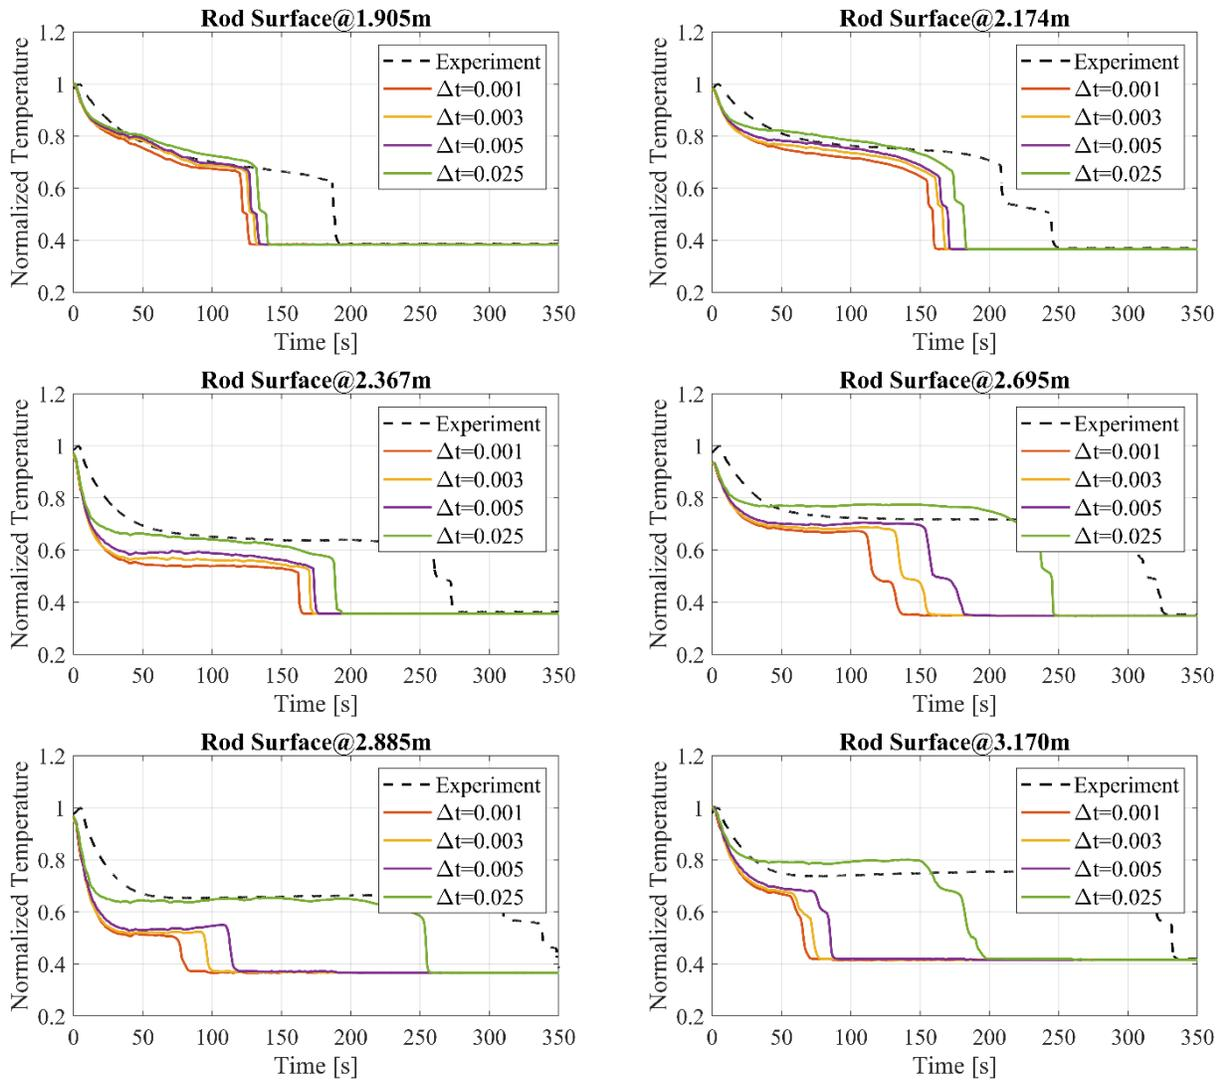 Rod Surface@1.905m
Normalized Temperature
1.2
1
0.8
0.6
0.4
0.2
Experiment
Δt=0.001
Δt=0.003
Δt=0.005
Δt=0.025
0 50 100 150 200 250 300 350
Time [s]
Rod Surface@2.174m
Normalized Temperature
1.2
1
0.8
0.6
0.4
0.2
Experiment
Δt=0.001
Δt=0.003
Δt=0.005
Δt=0.025
0 50 100 150 200 250 300 350
Time [s]
Rod Surface@2.367m
Normalized Temperature
1.2
1
0.8
0.6
0.4
0.2
Experiment
Δt=0.001
Δt=0.003
Δt=0.005
Δt=0.025
0 50 100 150 200 250 300 350
Time [s]
Rod Surface@2.695m
Normalized Temperature
1.2
1
0.8
0.6
0.4
0.2
Experiment
Δt=0.001
Δt=0.003
Δt=0.005
Δt=0.025
0 50 100 150 200 250 300 350
Time [s]
Rod Surface@2.885m
Normalized Temperature
1.2
1
0.8
0.6
0.4
0.2
Experiment
Δt=0.001
Δt=0.003
Δt=0.005
Δt=0.025
0 50 100 150 200 250 300 350
Time [s]
Rod Surface@3.170m
Normalized Temperature
1.2
1
0.8
0.6
0.4
0.2
Experiment
Δt=0.001
Δt=0.003
Δt=0.005
Δt=0.025
0 50 100 150 200 250 300 350
Time [s]